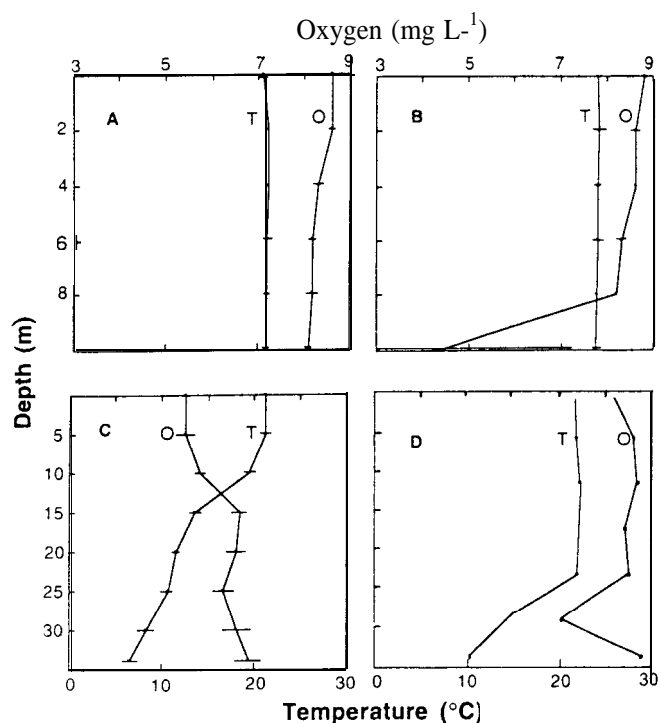 Oxygen (mg L-1)
3 5 7 9 3 5 7 9
A T O
B T O
2
4
6
8
Depth (m)
C O T
D T O
5
10
15
20
25
30
0 10 20 30 0 10 20 30
Temperature (°C)